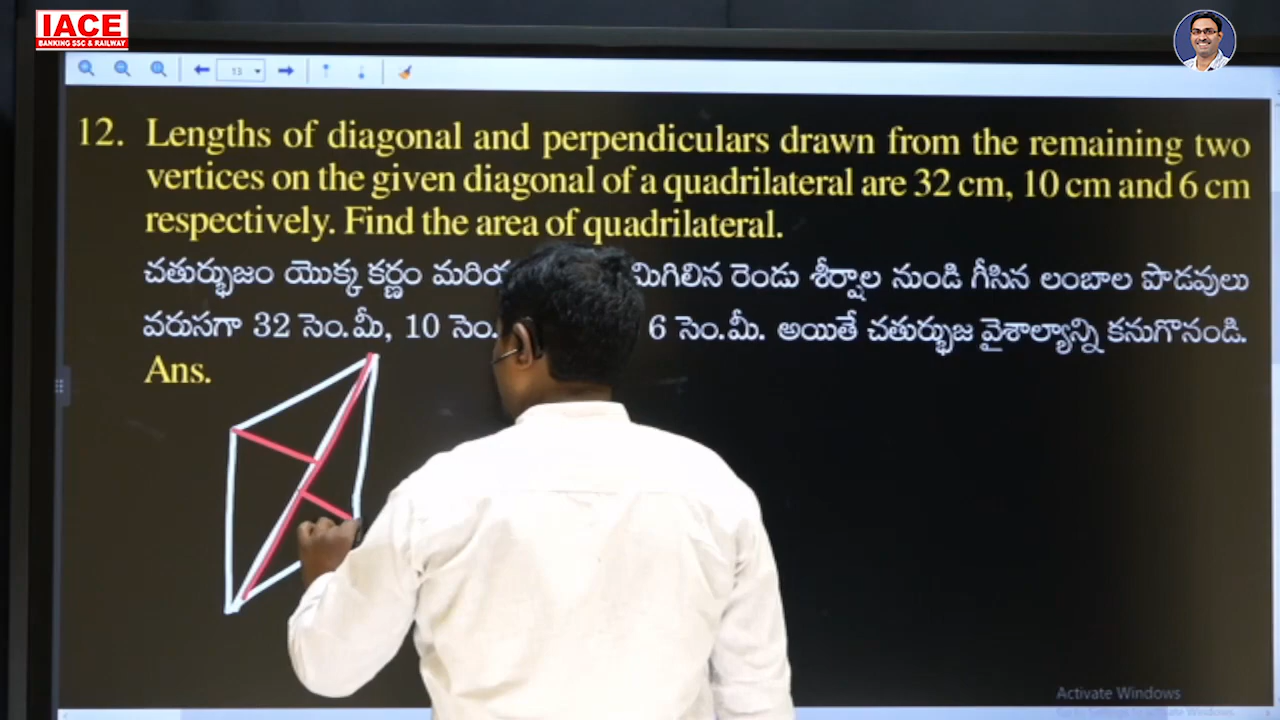 IACE
BANKING SSC & RAILWAY
13
12. Lengths of diagonal and perpendiculars drawn from the remaining two
vertices on the given diagonal of a quadrilateral are 32 cm, 10 cm and 6 cm
respectively. Find the area of quadrilateral.
చతుర్భుజం యొక్క కర్ణం మరియ మిగిలిన రెండు శీర్షాల నుండి గీసిన లంబాల పొడవులు
వరుసగా 32 సెం.మీ, 10 సెం. 6 సెం.మీ. అయితే చతుర్భుజ వైశాల్యాన్ని కనుగొనండి.
Ans.
Activate Windows